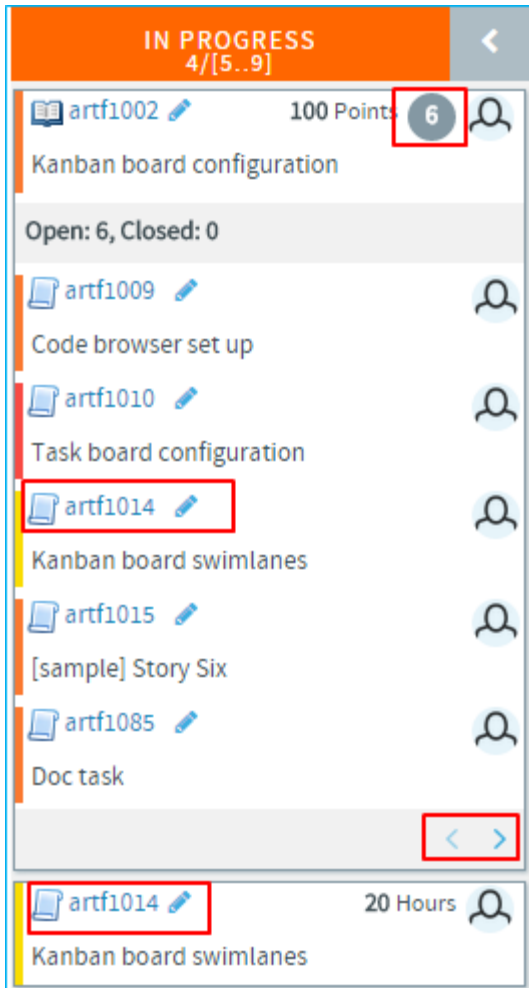 IN PROGRESS
4/[5..9]
artf1002 100 Points 6
Kanban board configuration
Open: 6, Closed: 0
artf1009
Code browser set up
artf1010
Task board configuration
artf1014
Kanban board swimlanes
artf1015
[sample] Story Six
artf1085
Doc task
artf1014 20 Hours
Kanban board swimlanes